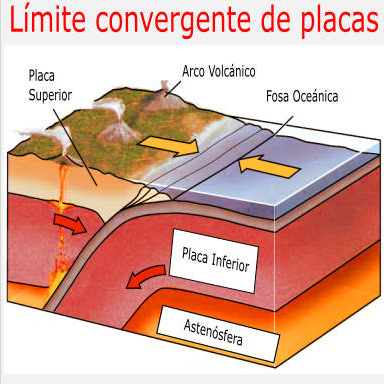 Límite convergente de placas
Arco Volcánico
Placa
Superior
Fosa Oceánica
Placa Inferior
Astenósfera